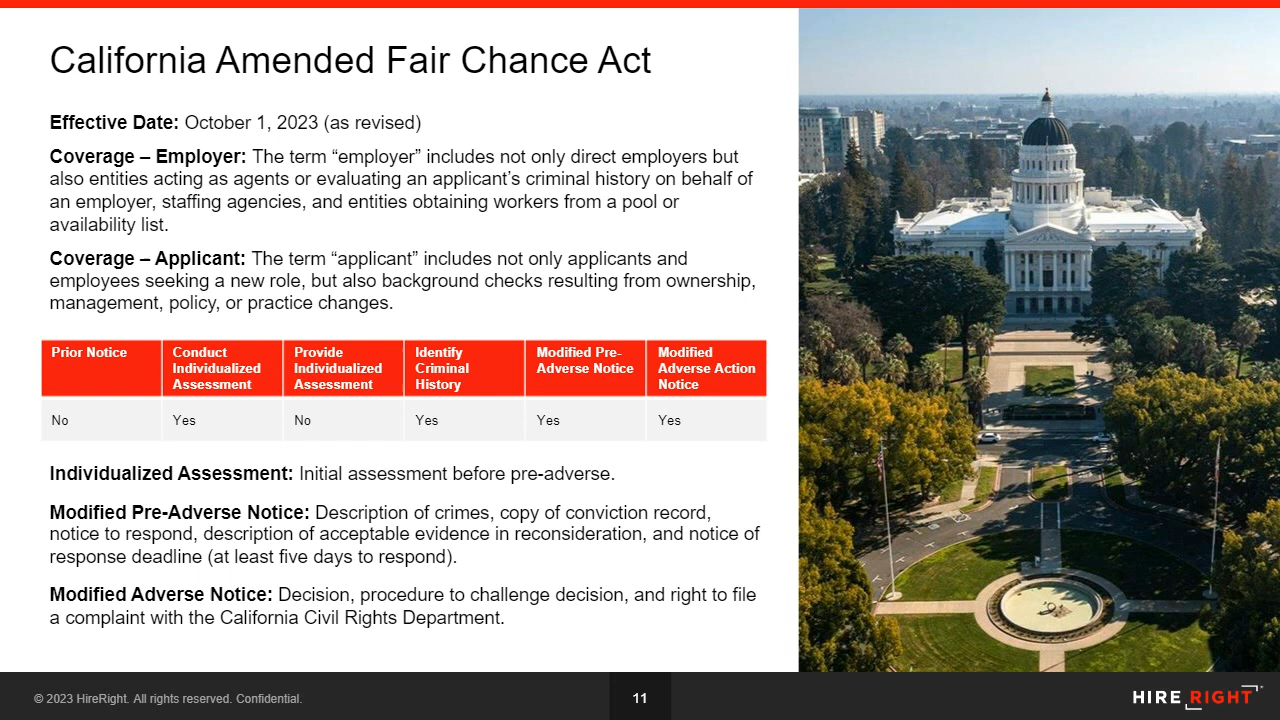 California Amended Fair Chance Act
Effective Date: October 1, 2023 (as revised)
Coverage – Employer: The term “employer” includes not only direct employers but
also entities acting as agents or evaluating an applicant’s criminal history on behalf of
an employer, staffing agencies, and entities obtaining workers from a pool or
availability list.
Coverage – Applicant: The term “applicant” includes not only applicants and
employees seeking a new role, but also background checks resulting from ownership,
management, policy, or practice changes.
Prior Notice
Conduct
Individualized
Assessment
Provide
Individualized
Assessment
Identify
Criminal
History
Modified Pre-
Adverse Notice
Modified
Adverse Action
Notice
No
Yes
No
Yes
Yes
Yes
Individualized Assessment: Initial assessment before pre-adverse.
Modified Pre-Adverse Notice: Description of crimes, copy of conviction record,
notice to respond, description of acceptable evidence in reconsideration, and notice of
response deadline (at least five days to respond).
Modified Adverse Notice: Decision, procedure to challenge decision, and right to file
a complaint with the California Civil Rights Department.
© 2023 HireRight. All rights reserved. Confidential.
11
HIRE RIGHT